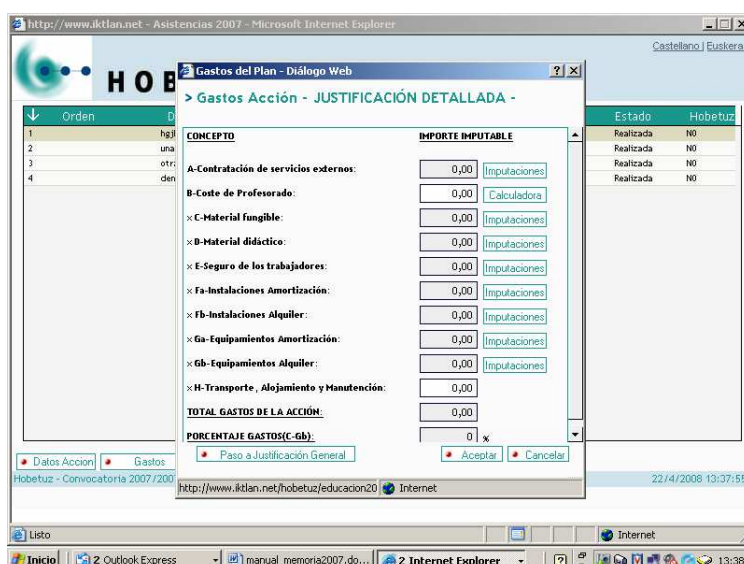 http://www.iktlan.net - Asistencias 2007 - Microsoft Internet Explorer
Castellano | Euskera
HOB
Gastos del Plan - Diálogo Web
> Gastos Acción - JUSTIFICACIÓN DETALLADA -
Orden D Estado Hobetuz
1 hgjl Realizada NO
2 una Realizada NO
3 otr Realizada NO
4 den Realizada NO
CONCEPTO IMPORTE IMPUTABLE
A-Contratación de servicios externos: 0,00 Imputaciones
B-Coste de Profesorado: 0,00 Calculadora
x C-Material fungible: 0,00 Imputaciones
x D-Material didáctico: 0,00 Imputaciones
x E-Seguro de los trabajadores: 0,00 Imputaciones
x Fa-Instalaciones Amortización: 0,00 Imputaciones
x Fb-Instalaciones Alquiler: 0,00 Imputaciones
x Ga-Equipamientos Amortización: 0,00 Imputaciones
x Gb-Equipamientos Alquiler: 0,00 Imputaciones
x H-Transporte, Alojamiento y Manutención: 0,00
TOTAL GASTOS DE LA ACCIÓN: 0,00
PORCENTAJE GASTOS(C-Gb): 0 %
Paso a Justificación General Aceptar Cancelar
Datos Accion Gastos
Hobetuz - Convocatoria 2007/200 22/4/2008 13:37:55
http://www.iktlan.net/hobetuz/educacion20 Internet
Listo Internet
Inicio 2 Outlook Express manual_memoria2007.do... 2 Internet Explorer 13:38